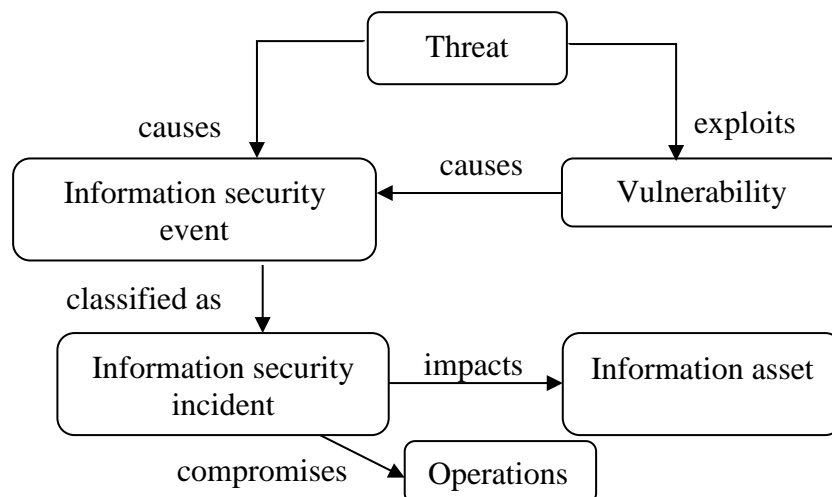 Threat
causes
exploits
Information security
event
causes
Vulnerability
classified as
Information security
incident
impacts
Information asset
compromises
Operations